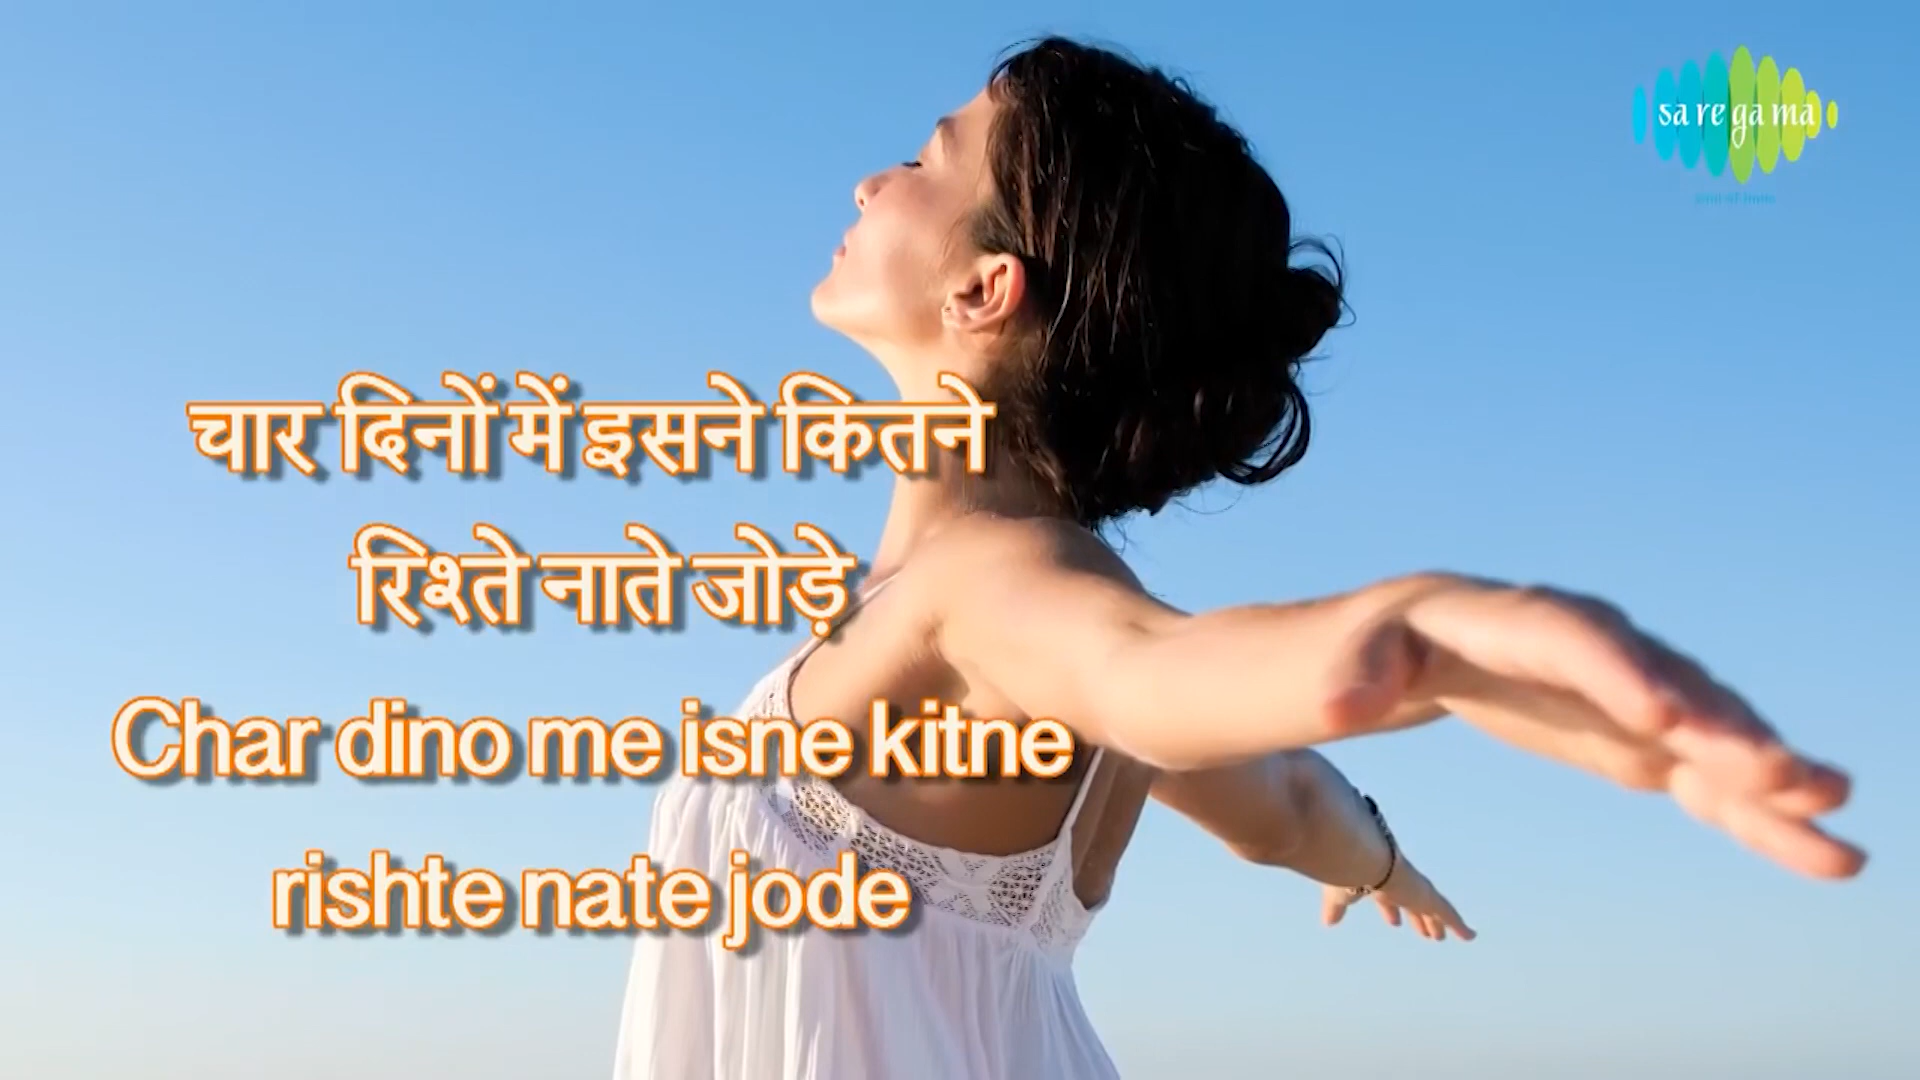 sa re ga ma
चार दिनों में इसने कितने
रिश्ते नाते जोड़े
Char dino me isne kitne
rishte nate jode